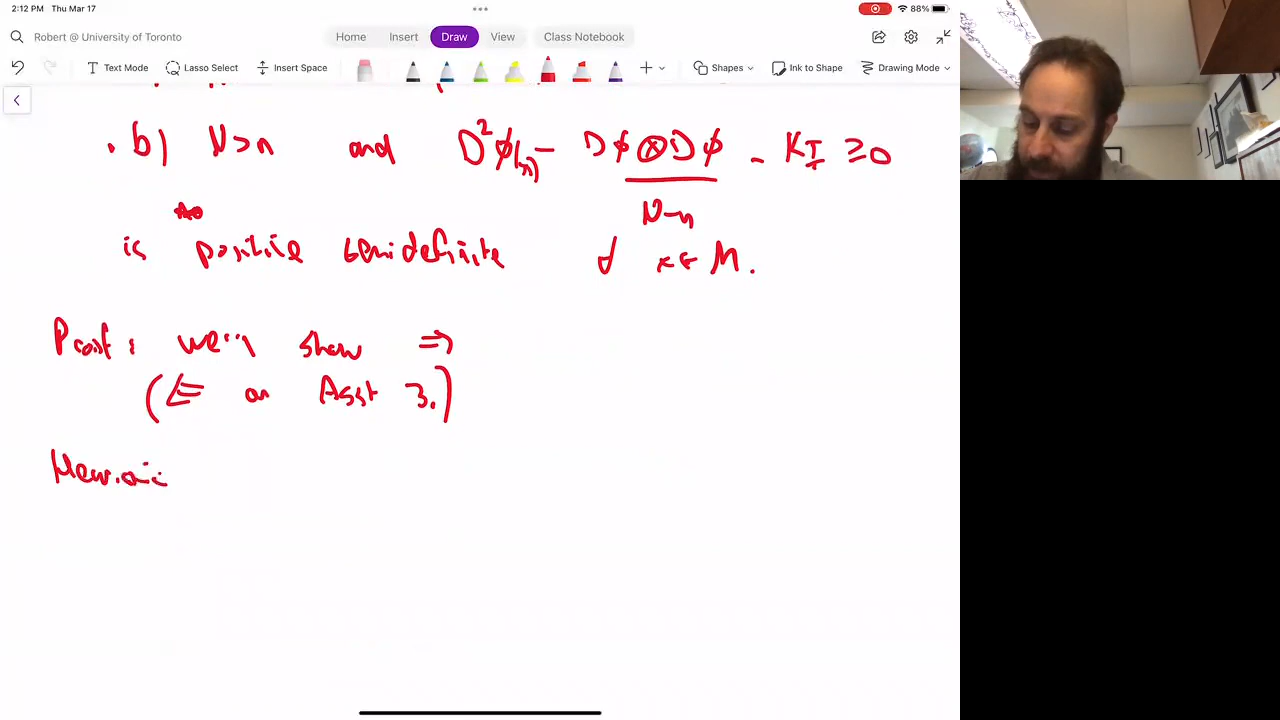 2:12 PM Thu Mar 17
88%
Robert @ University of Toronto
Home Insert Draw View Class Notebook
Text Mode Lasso Select Insert Space Shapes Ink to Shape Drawing Mode
. b) N>n and D²φ(x) - Dφ⊗Dφ/(N-n) - KI ≥0
is positive semidefinite ∀ x∈M.
Proof: we'll show ⇒
(⇐ on Asst 3.)